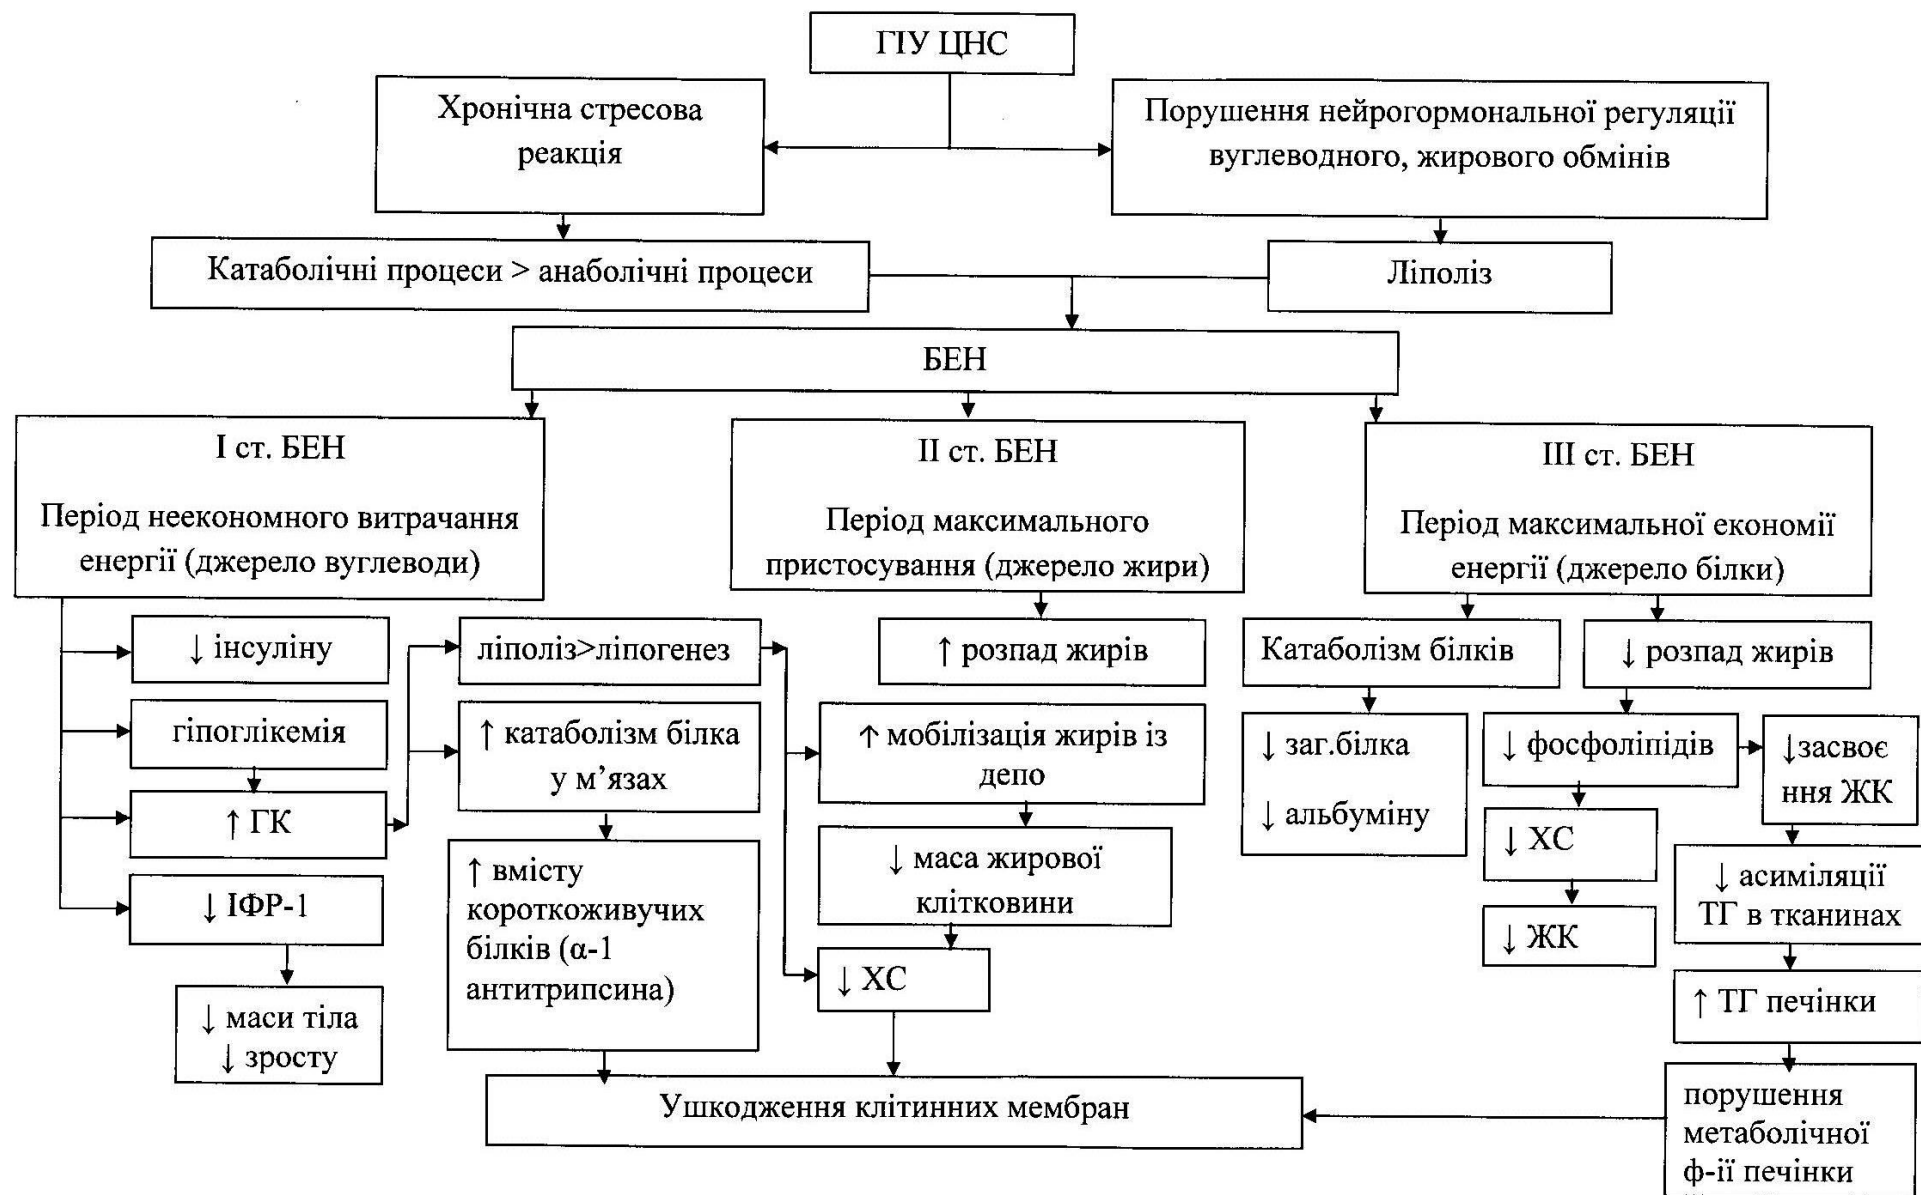 ГІУ ЦНС
Хронічна стресова
реакція
Порушення нейрогормональної регуляції
вуглеводного, жирового обмінів
Катаболічні процеси > анаболічні процеси
Ліполіз
БЕН
І ст. БЕН
Період неекономного витрачання
енергії (джерело вуглеводи)
ІІ ст. БЕН
Період максимального
пристосування (джерело жири)
ІІІ ст. БЕН
Період максимальної економії
енергії (джерело білки)
↓ інсуліну
гіпоглікемія
↑ ГК
↓ ІФР-1
↓ маси тіла
↓ зросту
ліполіз>ліпогенез
↑ катаболізм білка
у м’язах
↑ вмісту
короткоживучих
білків (α-1
антитрипсина)
↑ розпад жирів
↑ мобілізація жирів із
депо
↓ маса жирової
клітковини
↓ ХС
Катаболізм білків
↓ заг.білка
↓ альбуміну
↓ розпад жирів
↓ фосфоліпідів
↓ ХС
↓ ЖК
↓засвоє
ння ЖК
↓ асиміляції
ТГ в тканинах
↑ ТГ печінки
порушення
метаболічної
ф-ії печінки
Ушкодження клітинних мембран